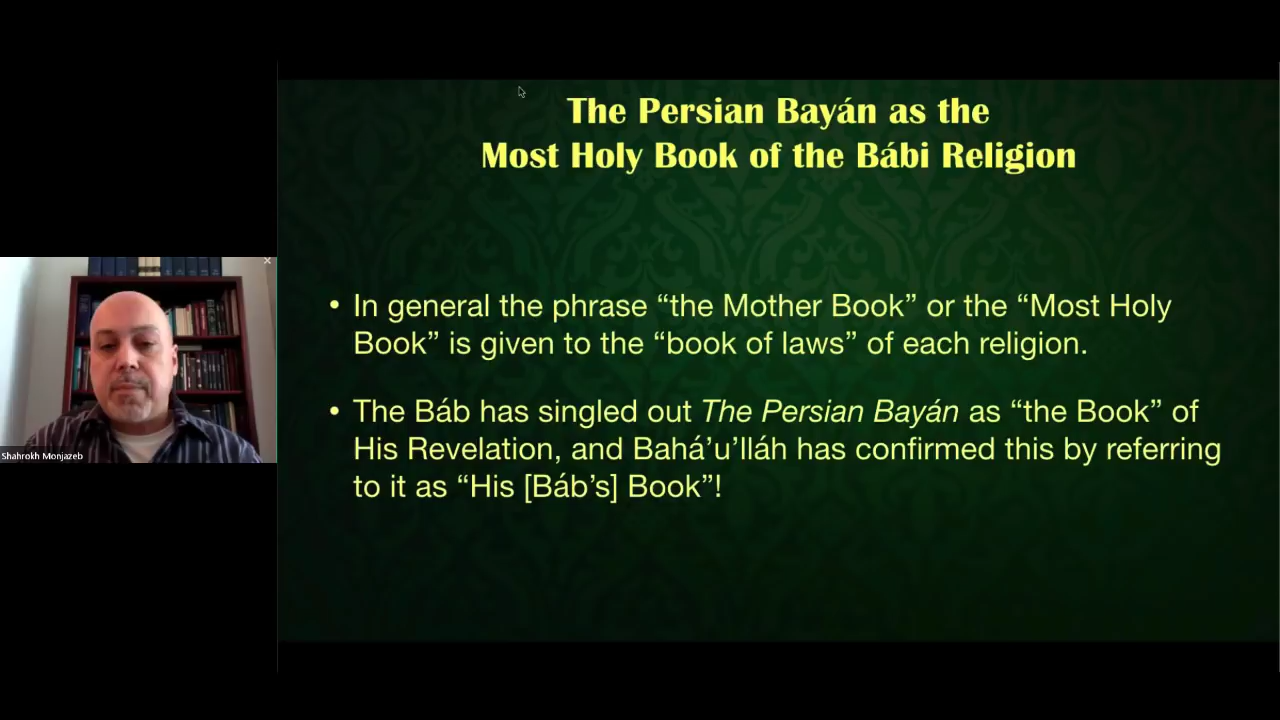 The Persian Bayán as the
Most Holy Book of the Bábi Religion
• In general the phrase “the Mother Book” or the “Most Holy
Book” is given to the “book of laws” of each religion.
• The Báb has singled out The Persian Bayán as “the Book” of
His Revelation, and Bahá’u’lláh has confirmed this by referring
to it as “His [Báb’s] Book”!
Shahrokh Monjazeb